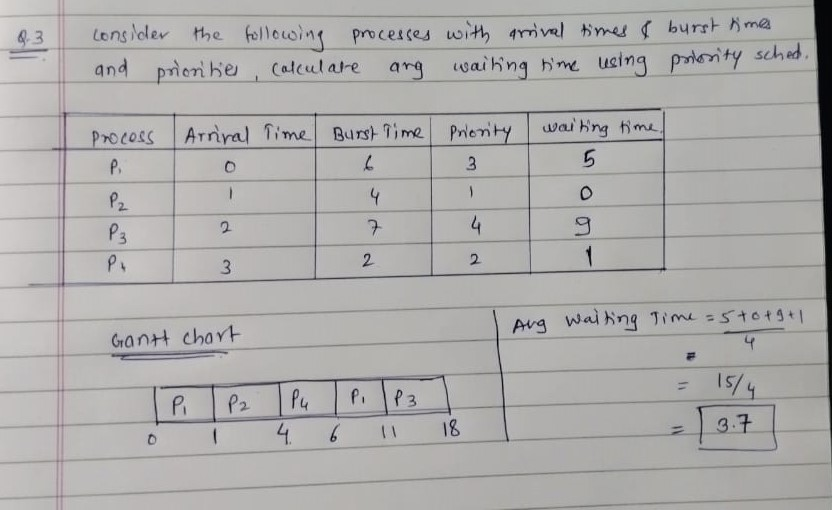 Q.3 Consider the following processes with arrival times & burst times
and priorities, calculate avg waiting time using priority sched.
Process Arrival Time Burst Time Priority waiting time
P1 0 6 3 5
P2 1 4 1 0
P3 2 7 4 9
P4 3 2 2 1
Gantt chart
Avg Waiting Time = 5+0+9+1
4
=
= 15/4
= 3.7
P1 P2 P4 P1 P3
0 1 4 6 11 18